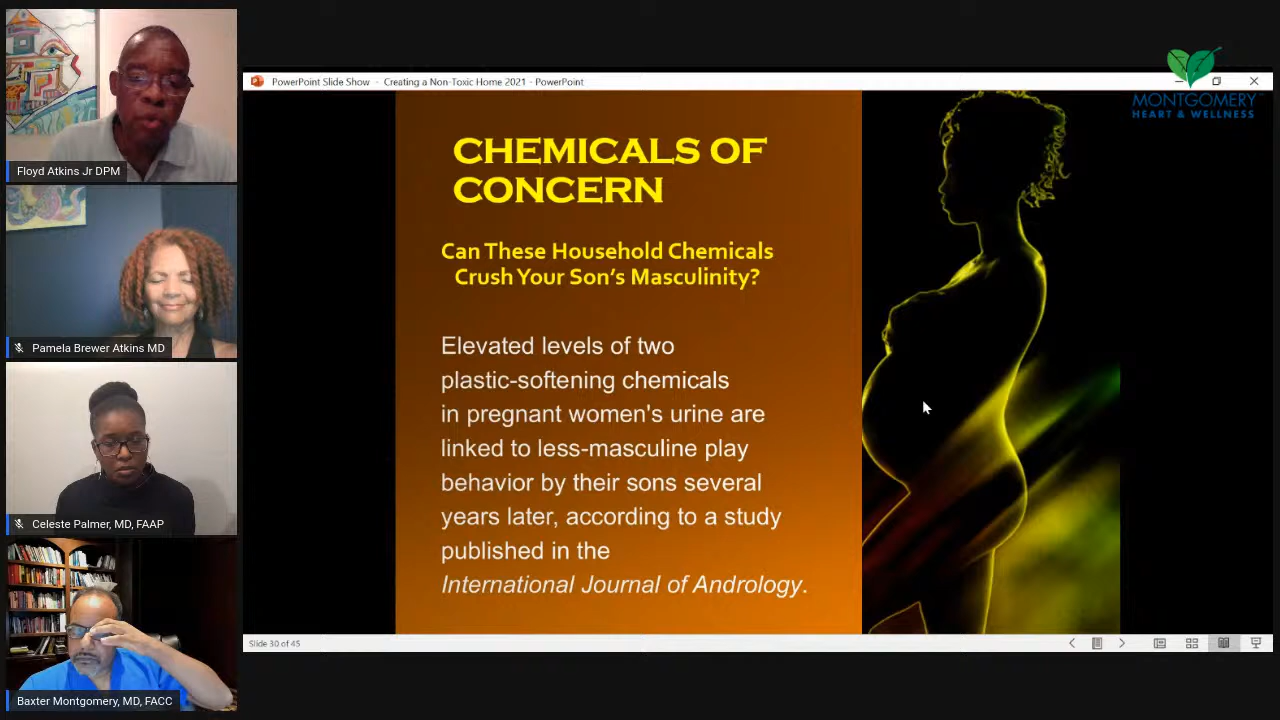 Floyd Atkins Jr DPM
Pamela Brewer Atkins MD
Celeste Palmer, MD, FAAP
Baxter Montgomery, MD, FACC
PowerPoint Slide Show - Creating a Non-Toxic Home 2021 - PowerPoint
MONTGOMERY
HEART & WELLNESS
CHEMICALS OF
CONCERN
Can These Household Chemicals
Crush Your Son's Masculinity?
Elevated levels of two
plastic-softening chemicals
in pregnant women's urine are
linked to less-masculine play
behavior by their sons several
years later, according to a study
published in the
International Journal of Andrology.
Slide 30 of 45